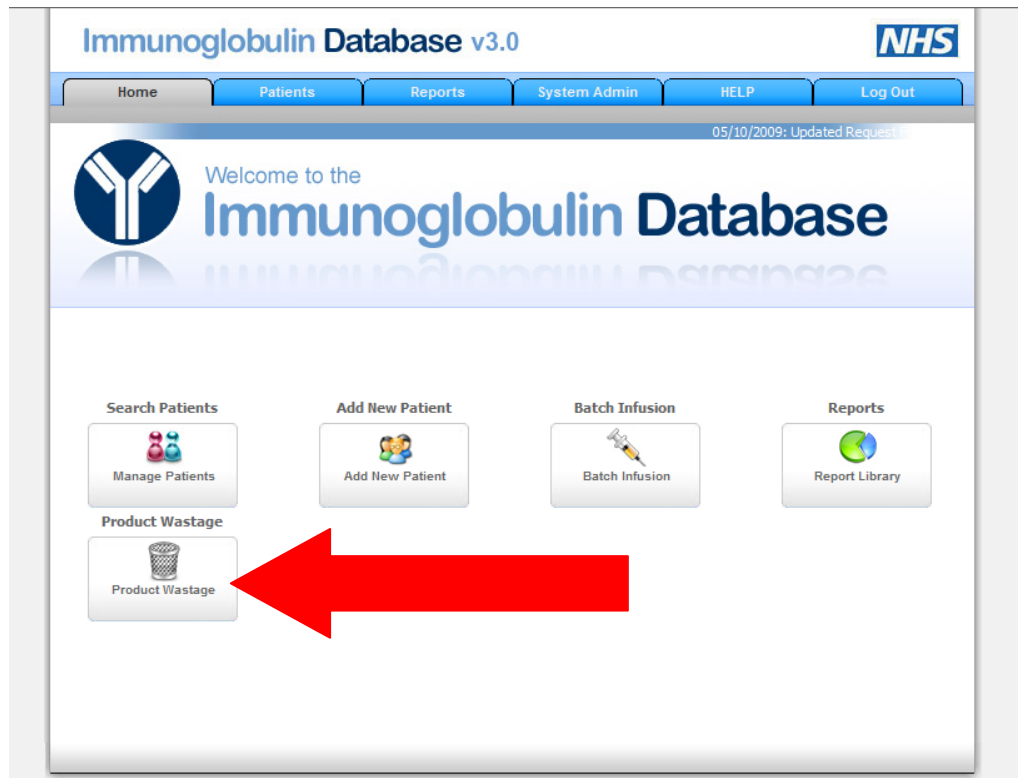 Immunoglobulin Database v3.0
NHS
Home Patients Reports System Admin HELP Log Out
05/10/2009: Updated Request
Welcome to the
Immunoglobulin Database
Search Patients Add New Patient Batch Infusion Reports
Manage Patients Add New Patient Batch Infusion Report Library
Product Wastage
Product Wastage